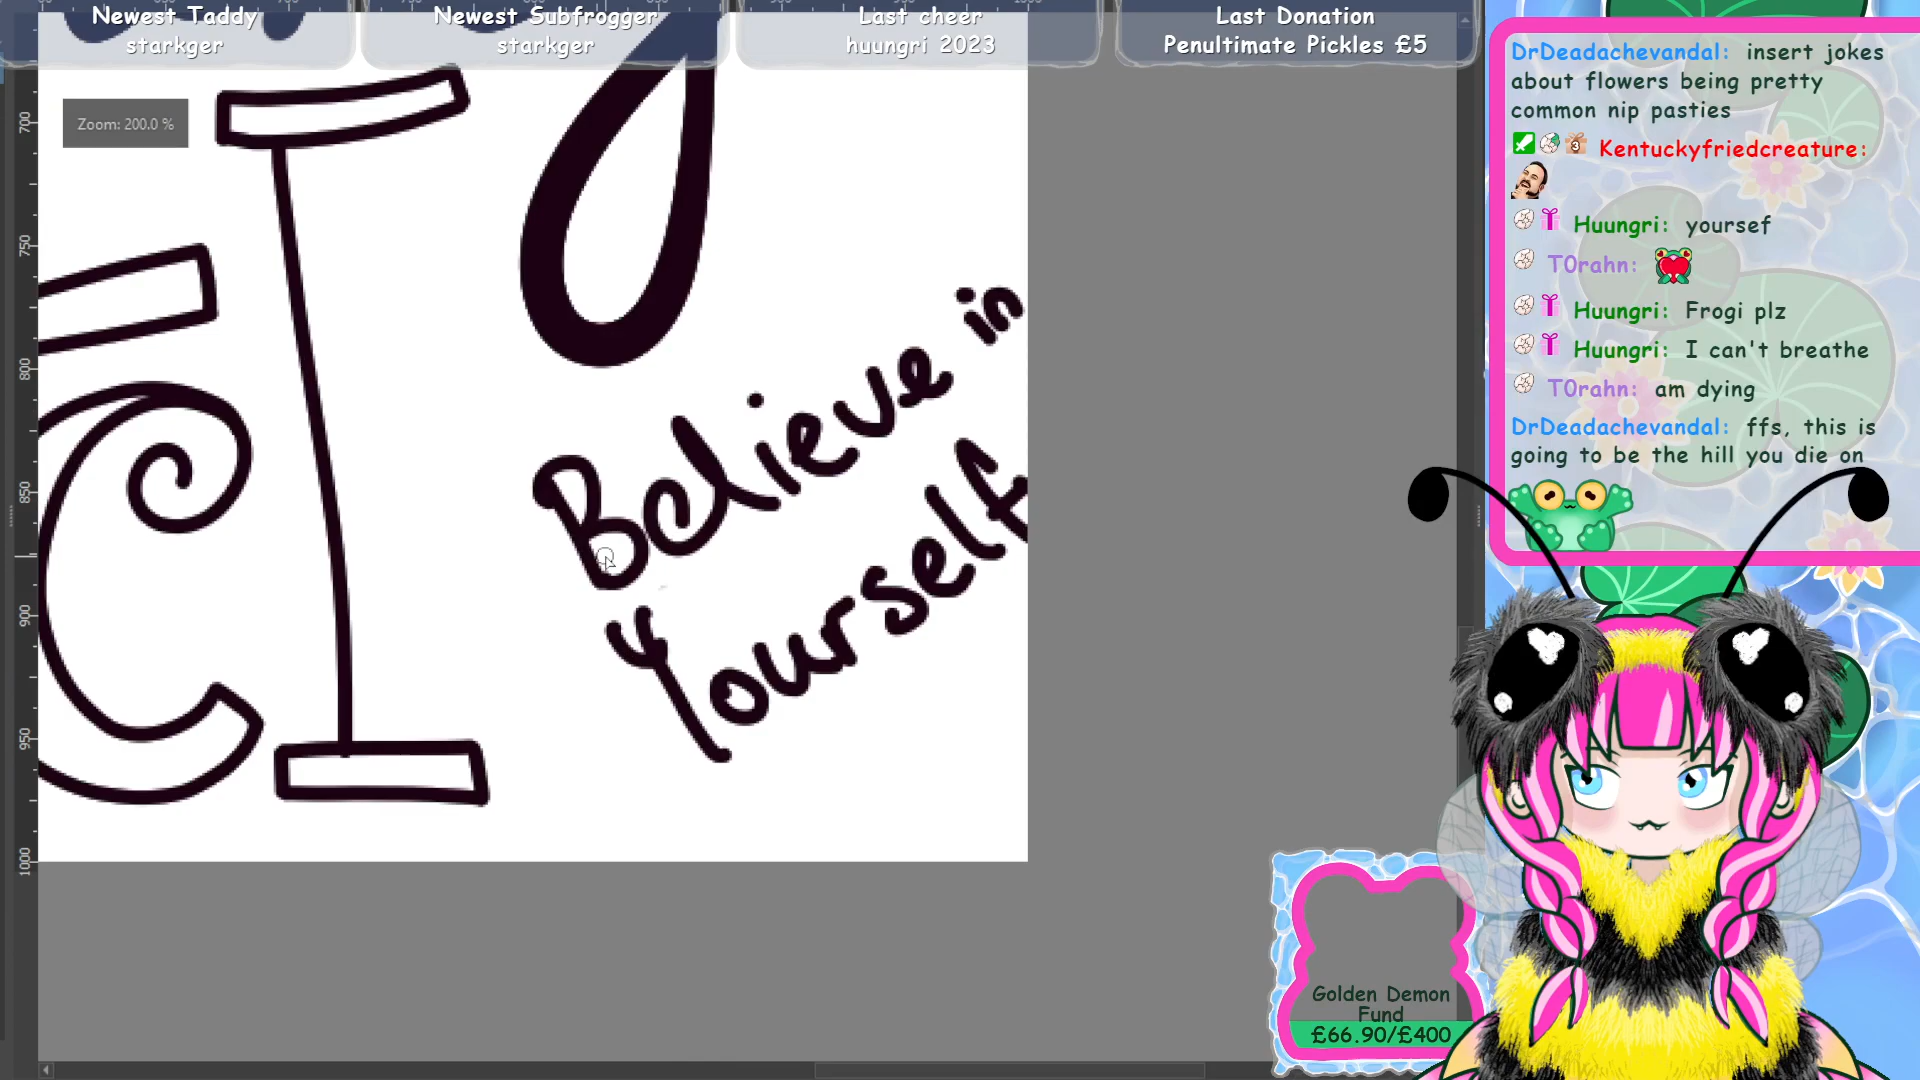 Newest Taddy
starkger
Newest Subfrogger
starkger
Last cheer
huungri 2023
Last Donation
Penultimate Pickles £5
Zoom: 200.0 %
700
750
800
850
900
950
1000
Believe in
Yourself
DrDeadachevandal: insert jokes
about flowers being pretty
common nip pasties
3 Kentuckyfriedcreature:
Huungri: yoursef
T0rahn:
Huungri: Frogi plz
Huungri: I can't breathe
T0rahn: am dying
DrDeadachevandal: ffs, this is
going to be the hill you die on
Golden Demon
Fund
£66.90/£400